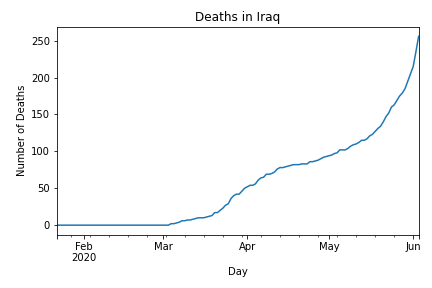 Deaths in Iraq
Number of Deaths
250
200
150
100
50
0
Feb
2020
Mar
Apr
May
Jun
Day